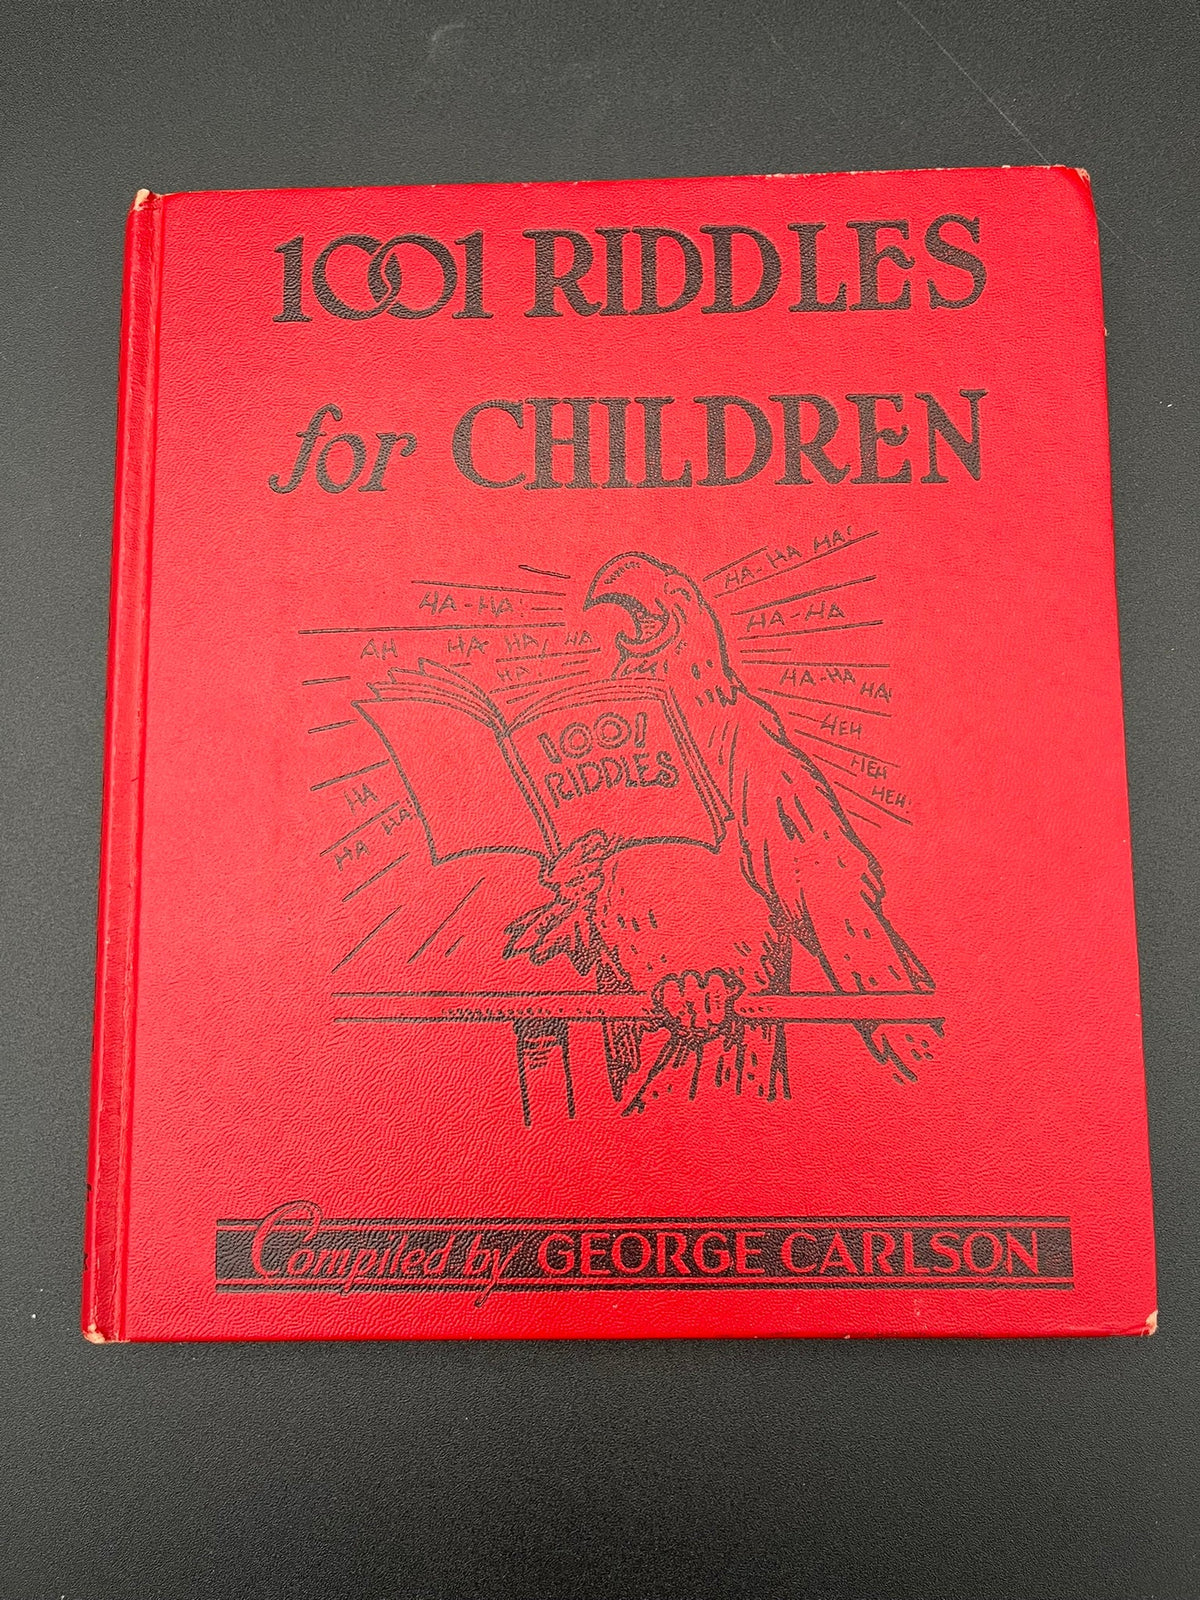 1001 RIDDLES
for CHILDREN
HA-HA HA!
HA-HA!
HA-HA
AH HA HA, HA
HA!
HA-HA HA!
1001
RIDDLES
HEH
HEH
HEH!
HA
HA
HA HA
Compiled by GEORGE CARLSON